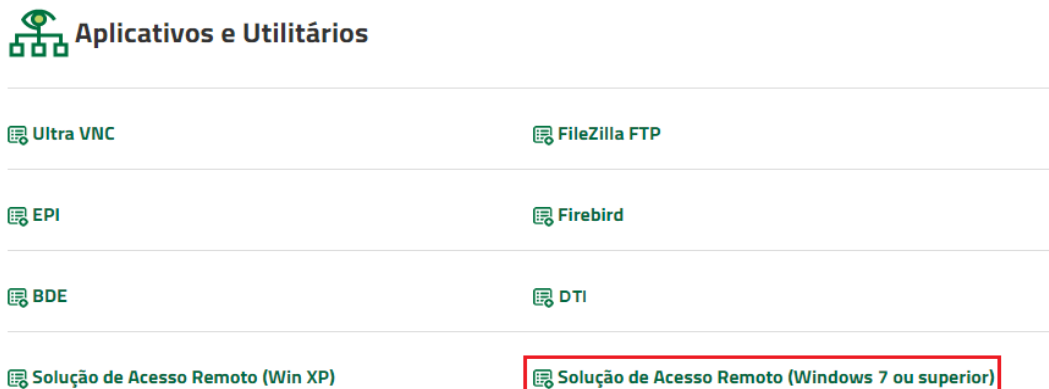 Aplicativos e Utilitários
Ultra VNC
FileZilla FTP
EPI
Firebird
BDE
DTI
Solução de Acesso Remoto (Win XP)
Solução de Acesso Remoto (Windows 7 ou superior)